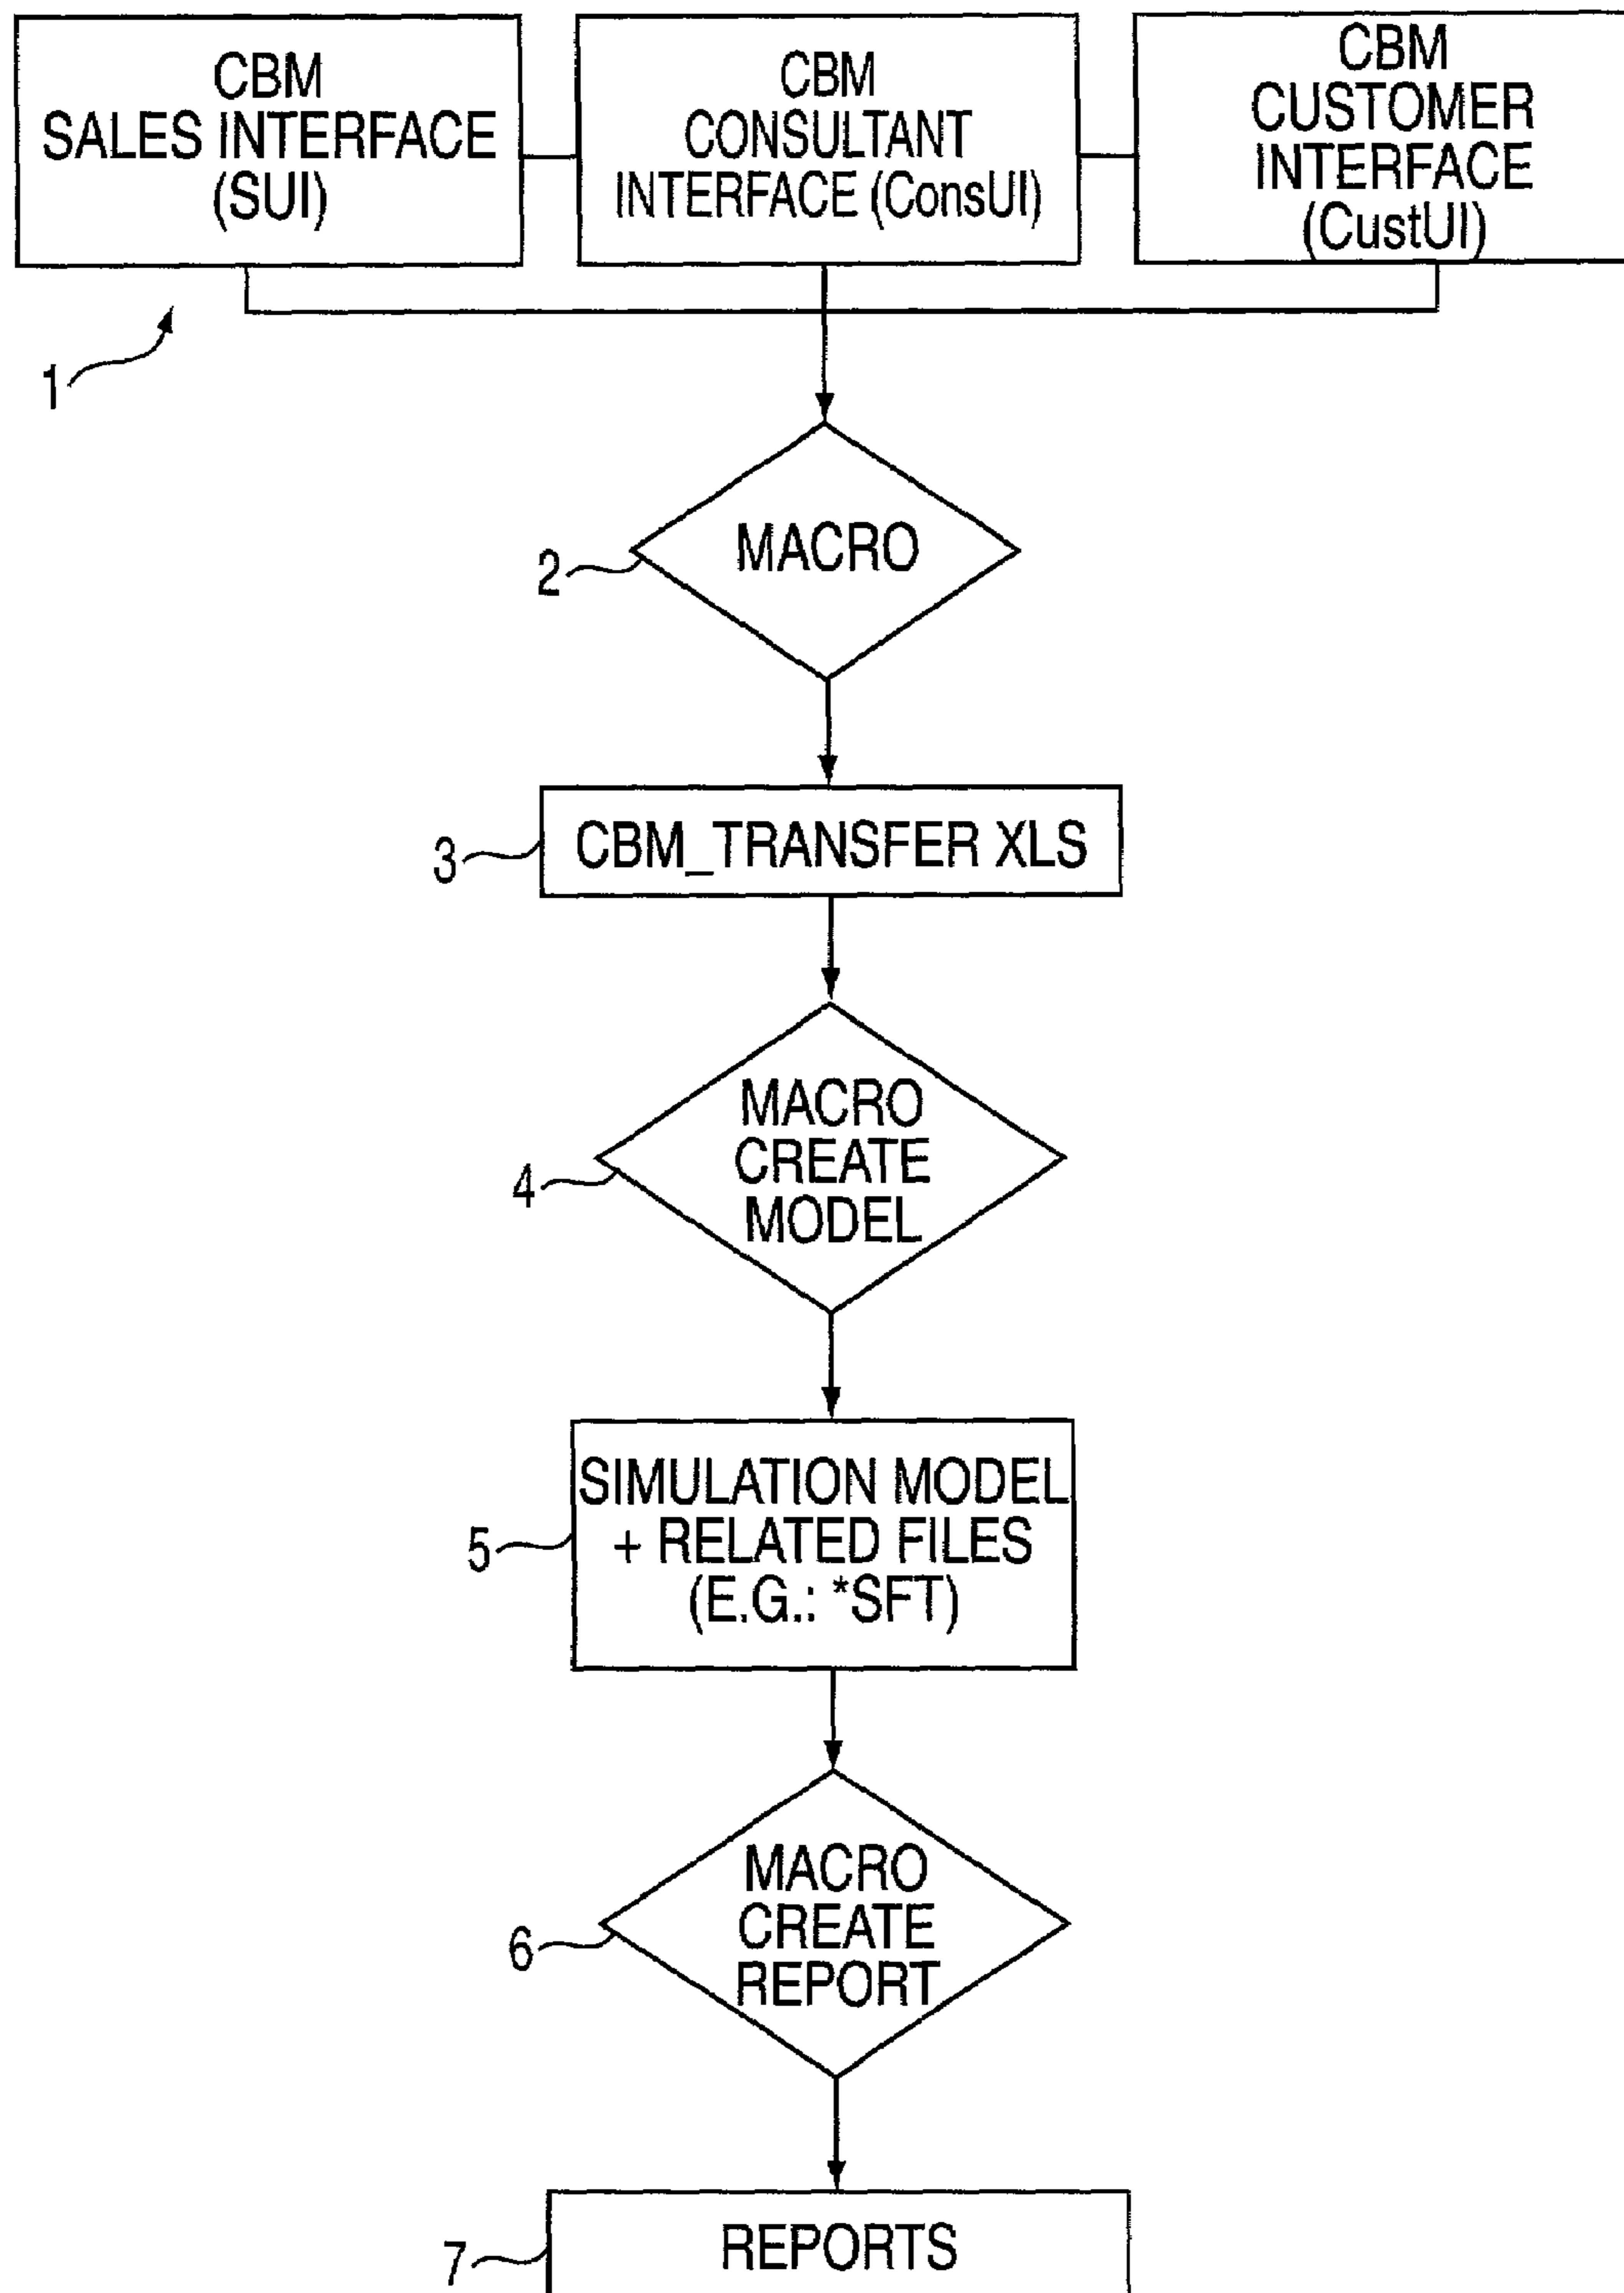 CBM
SALES INTERFACE
(SUI)
CBM
CONSULTANT
INTERFACE (ConsUI)
CBM
CUSTOMER
INTERFACE
(CustUI)
1
2
MACRO
3
CBM_TRANSFER XLS
4
MACRO
CREATE
MODEL
5
SIMULATION MODEL
+ RELATED FILES
(E.G.: *SFT)
6
MACRO
CREATE
REPORT
7
REPORTS